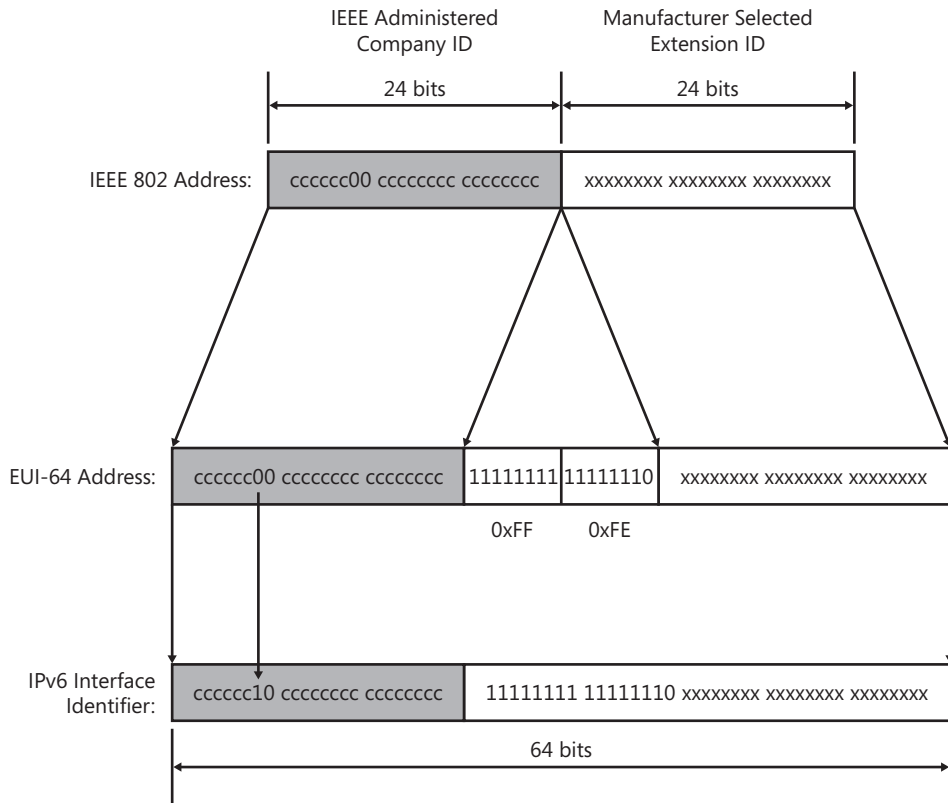 IEEE Administered
Company ID
Manufacturer Selected
Extension ID
24 bits
24 bits
IEEE 802 Address:
cccccc00 cccccccc cccccccc
xxxxxxxx xxxxxxxx xxxxxxxx
EUI-64 Address:
cccccc00 cccccccc cccccccc
11111111
11111110
xxxxxxxx xxxxxxxx xxxxxxxx
0xFF
0xFE
IPv6 Interface
Identifier:
cccccc10 cccccccc cccccccc
11111111 11111110 xxxxxxxx xxxxxxxx xxxxxxxx
64 bits